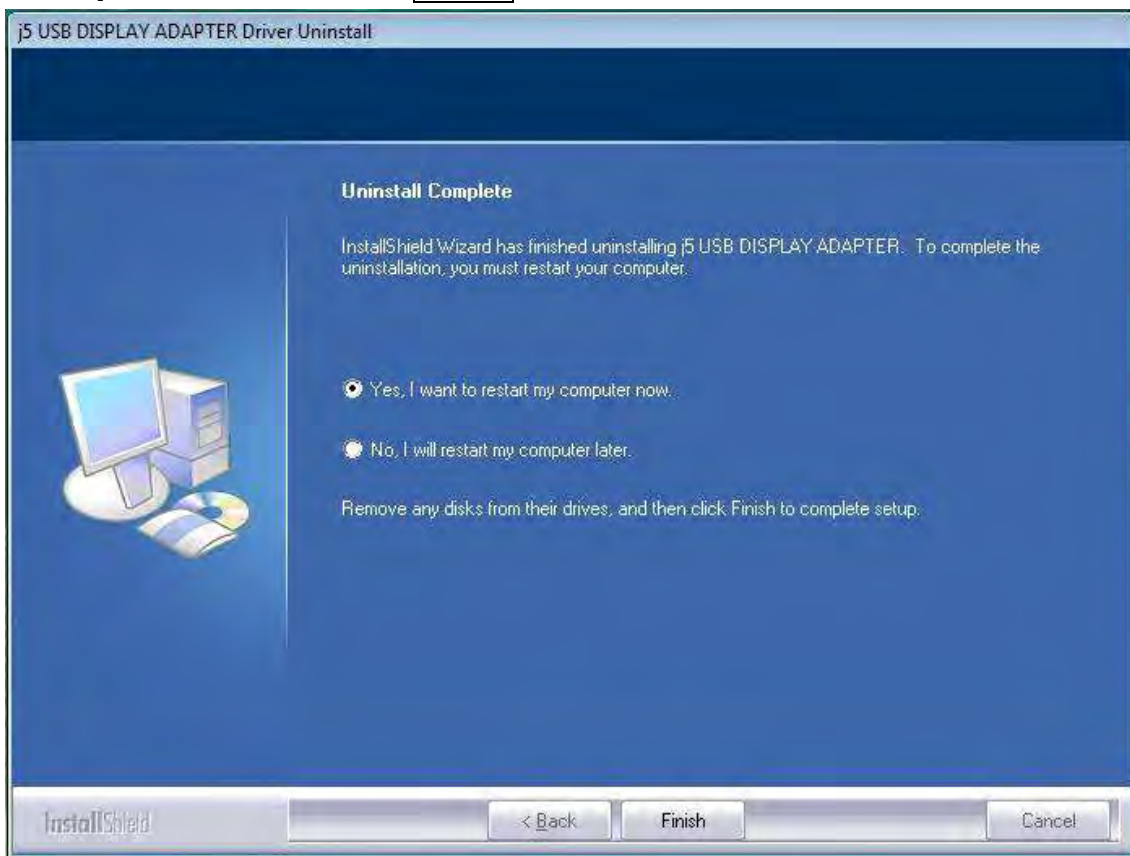 j5 USB DISPLAY ADAPTER Driver Uninstall
Uninstall Complete
InstallShield Wizard has finished uninstalling j5 USB DISPLAY ADAPTER. To complete the
uninstallation, you must restart your computer.
Yes, I want to restart my computer now.
No, I will restart my computer later.
Remove any disks from their drives, and then click Finish to complete setup.
InstallShield
< Back
Finish
Cancel